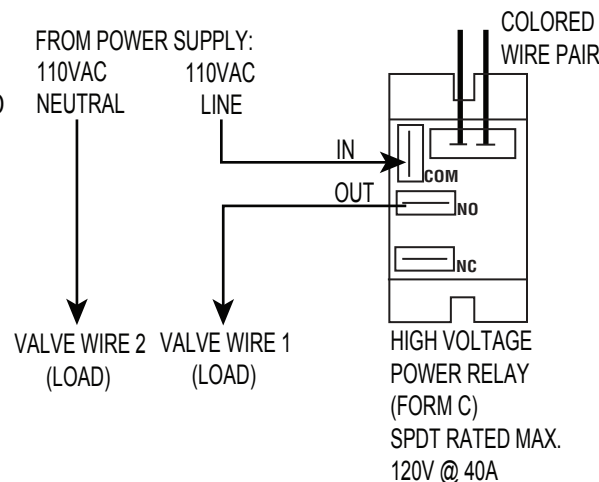 COLORED
WIRE PAIR
FROM POWER SUPPLY:
110VAC
NEUTRAL
110VAC
LINE
IN
COM
OUT
NO
NC
VALVE WIRE 2
(LOAD)
VALVE WIRE 1
(LOAD)
HIGH VOLTAGE
POWER RELAY
(FORM C)
SPDT RATED MAX.
120V @ 40A